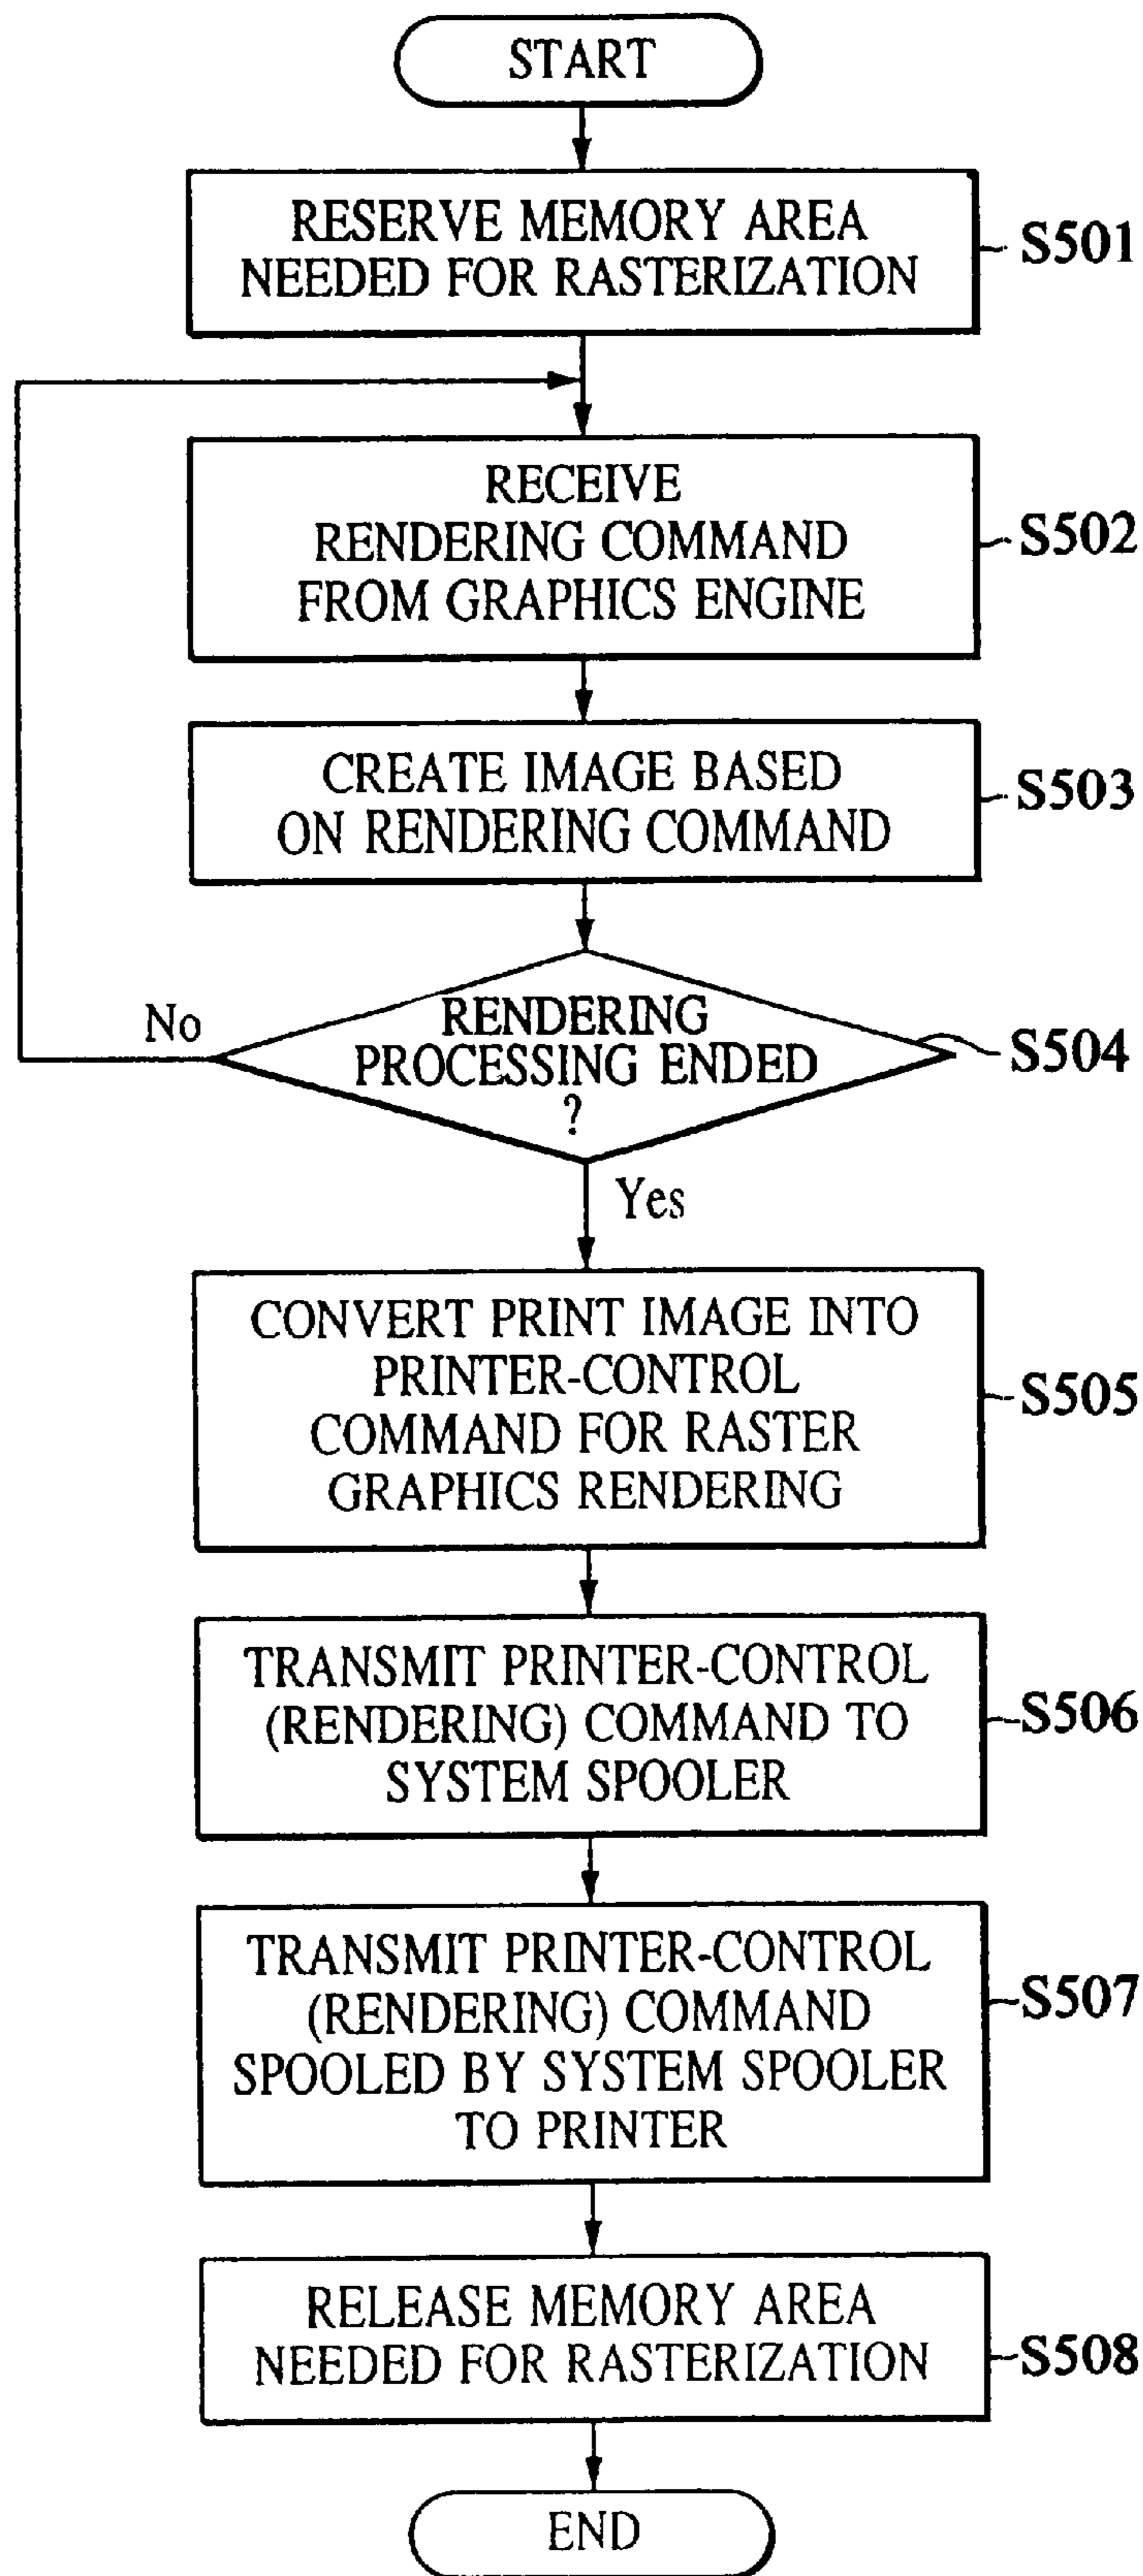 START
RESERVE MEMORY AREA
NEEDED FOR RASTERIZATION
S501
RECEIVE
RENDERING COMMAND
FROM GRAPHICS ENGINE
S502
CREATE IMAGE BASED
ON RENDERING COMMAND
S503
No
RENDERING
PROCESSING ENDED
?
S504
Yes
CONVERT PRINT IMAGE INTO
PRINTER-CONTROL
COMMAND FOR RASTER
GRAPHICS RENDERING
S505
TRANSMIT PRINTER-CONTROL
(RENDERING) COMMAND TO
SYSTEM SPOOLER
S506
TRANSMIT PRINTER-CONTROL
(RENDERING) COMMAND
SPOOLED BY SYSTEM SPOOLER
TO PRINTER
S507
RELEASE MEMORY AREA
NEEDED FOR RASTERIZATION
S508
END